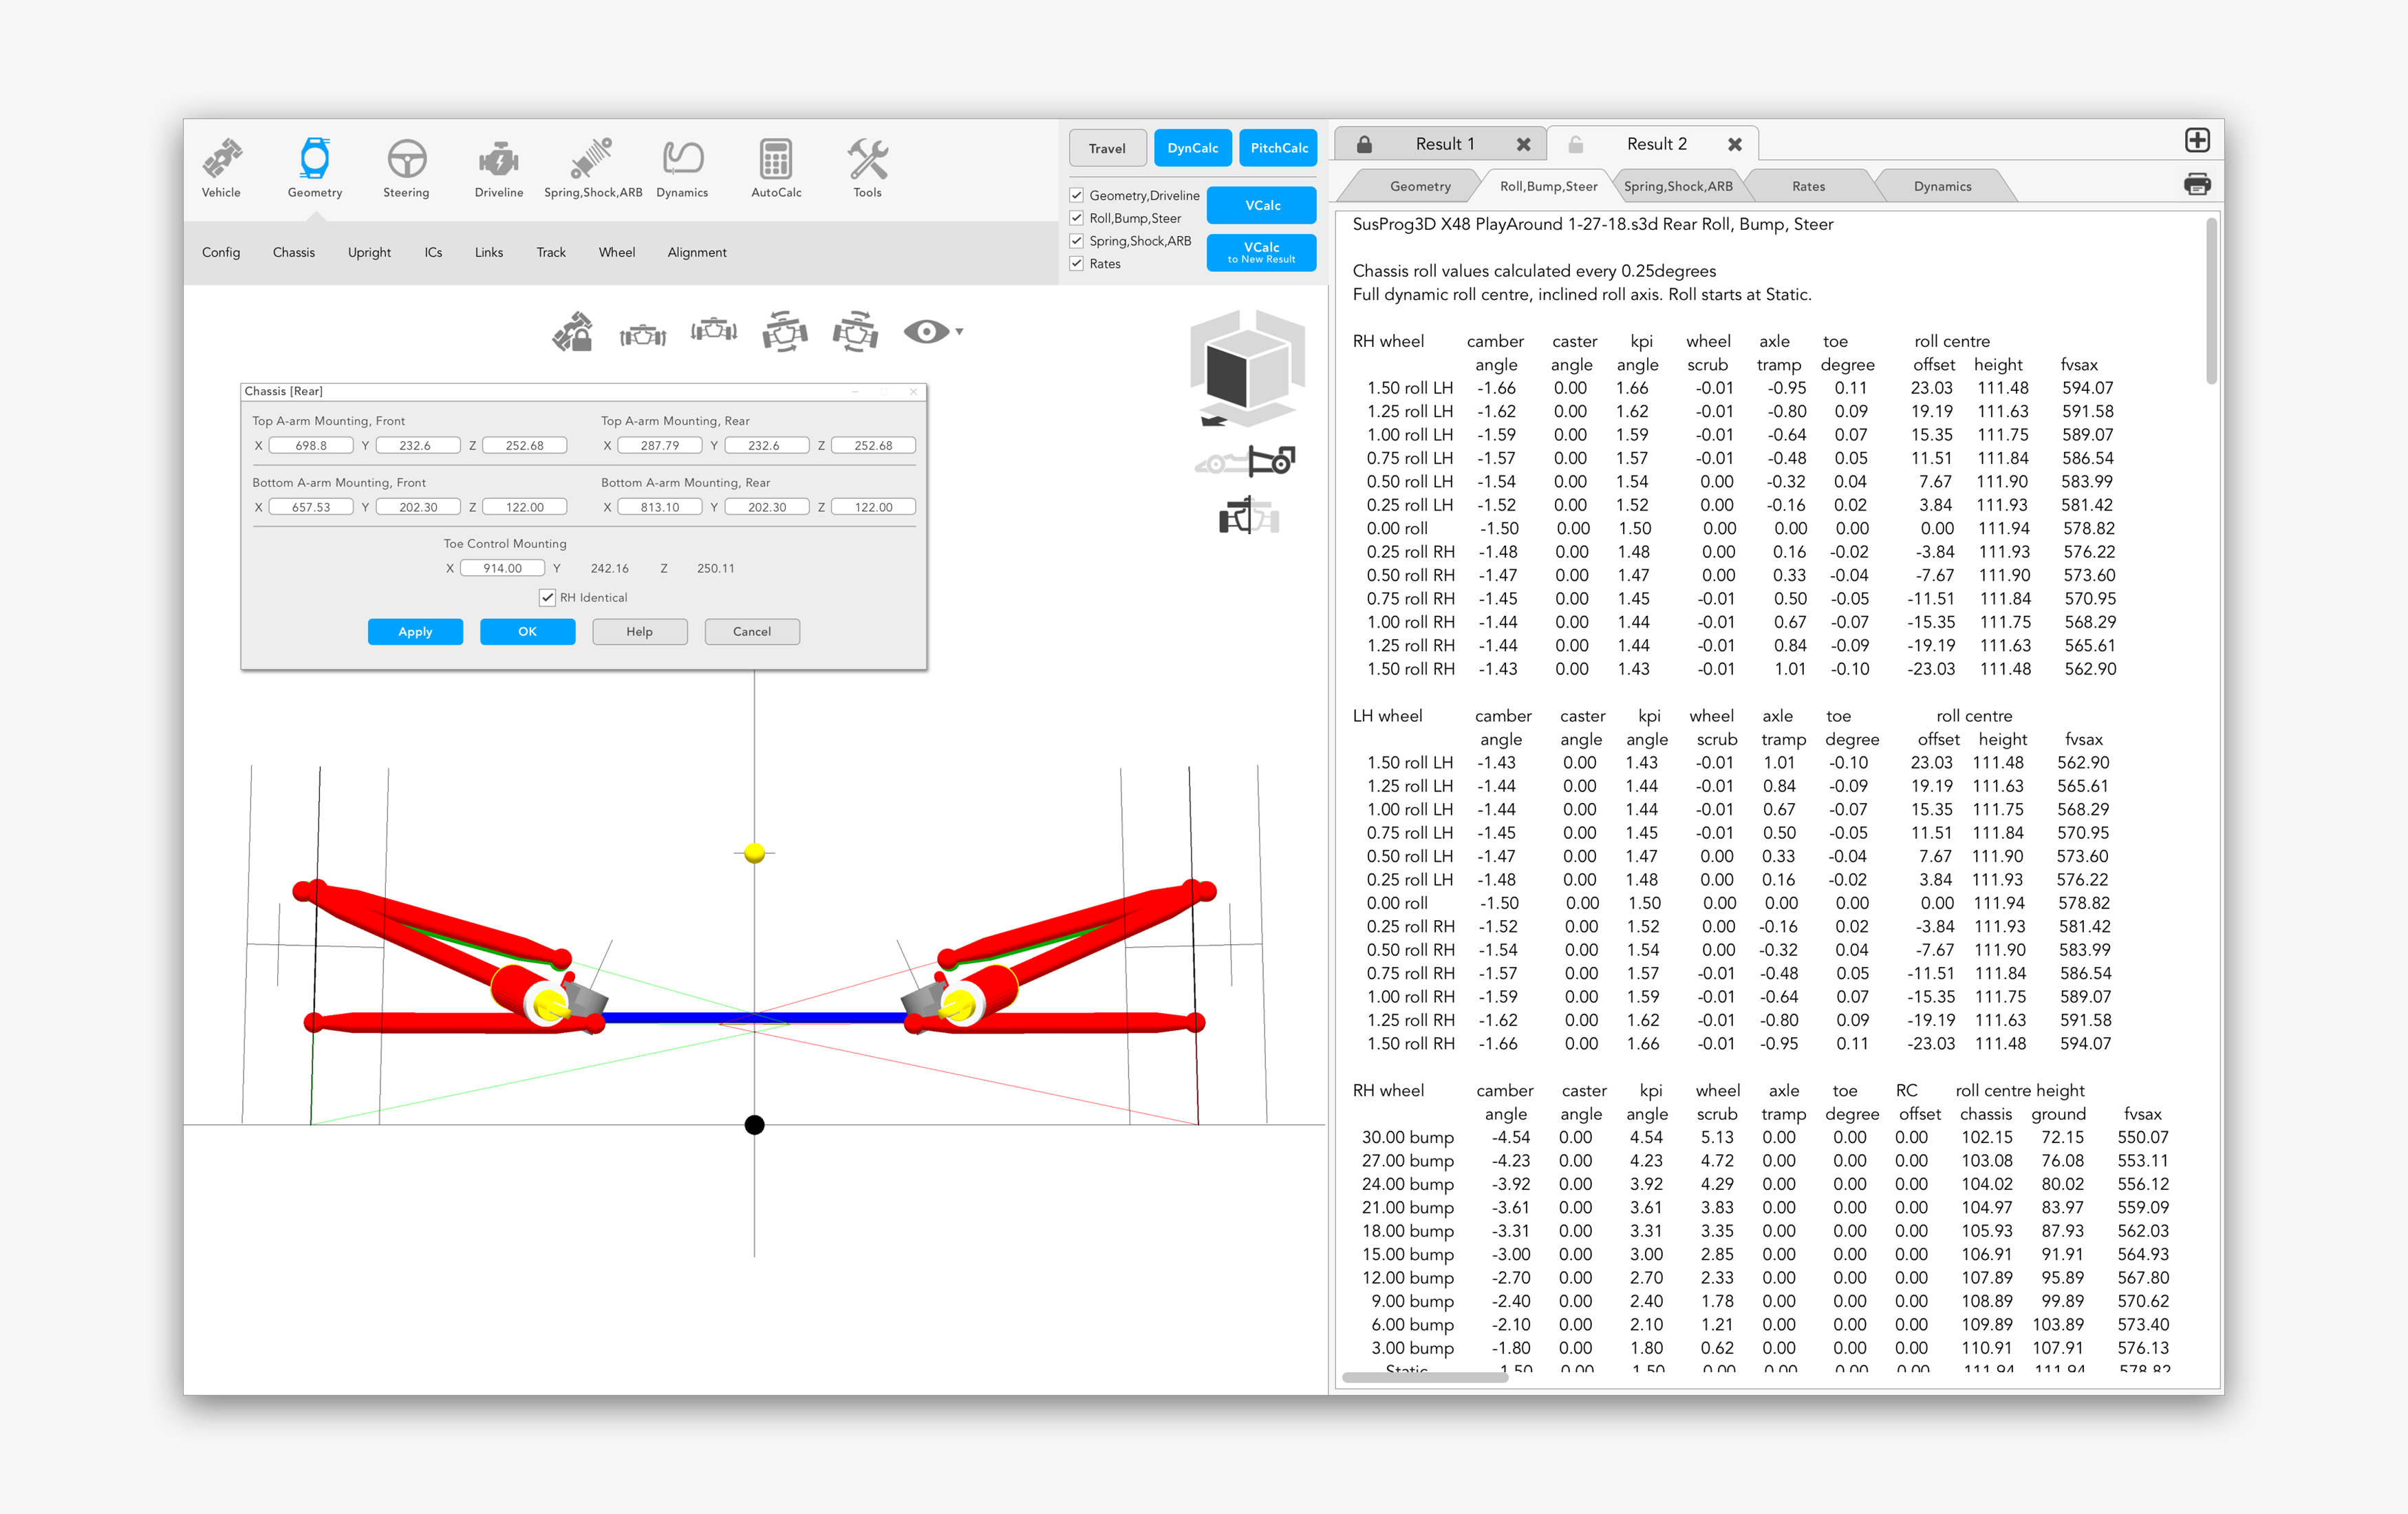 Vehicle Geometry Steering Driveline Spring,Shock,ARB Dynamics AutoCalc Tools
Config Chassis Upright ICs Links Track Wheel Alignment
Travel DynCalc PitchCalc
Geometry,Driveline
Roll,Bump,Steer
Spring,Shock,ARB
Rates
VCalc
VCalc
to New Result
Chassis [Rear]
Top A-arm Mounting, Front Top A-arm Mounting, Rear
X 698.8 Y 232.6 Z 252.68 X 287.79 Y 232.6 Z 252.68
Bottom A-arm Mounting, Front Bottom A-arm Mounting, Rear
X 657.53 Y 202.30 Z 122.00 X 813.10 Y 202.30 Z 122.00
Toe Control Mounting
X 914.00 Y 242.16 Z 250.11
RH Identical
Apply OK Help Cancel
Result 1 Result 2
Geometry Roll,Bump,Steer Spring,Shock,ARB Rates Dynamics
SusProg3D X48 PlayAround 1-27-18.s3d Rear Roll, Bump, Steer
Chassis roll values calculated every 0.25degrees
Full dynamic roll centre, inclined roll axis. Roll starts at Static.
RH wheel camber caster kpi wheel axle toe roll centre
angle angle angle scrub tramp degree offset height fvsax
1.50 roll LH -1.66 0.00 1.66 -0.01 -0.95 0.11 23.03 111.48 594.07
1.25 roll LH -1.62 0.00 1.62 -0.01 -0.80 0.09 19.19 111.63 591.58
1.00 roll LH -1.59 0.00 1.59 -0.01 -0.64 0.07 15.35 111.75 589.07
0.75 roll LH -1.57 0.00 1.57 -0.01 -0.48 0.05 11.51 111.84 586.54
0.50 roll LH -1.54 0.00 1.54 0.00 -0.32 0.04 7.67 111.90 583.99
0.25 roll LH -1.52 0.00 1.52 0.00 -0.16 0.02 3.84 111.93 581.42
0.00 roll -1.50 0.00 1.50 0.00 0.00 0.00 0.00 111.94 578.82
0.25 roll RH -1.48 0.00 1.48 0.00 0.16 -0.02 -3.84 111.93 576.22
0.50 roll RH -1.47 0.00 1.47 0.00 0.33 -0.04 -7.67 111.90 573.60
0.75 roll RH -1.45 0.00 1.45 -0.01 0.50 -0.05 -11.51 111.84 570.95
1.00 roll RH -1.44 0.00 1.44 -0.01 0.67 -0.07 -15.35 111.75 568.29
1.25 roll RH -1.44 0.00 1.44 -0.01 0.84 -0.09 -19.19 111.63 565.61
1.50 roll RH -1.43 0.00 1.43 -0.01 1.01 -0.10 -23.03 111.48 562.90
LH wheel camber caster kpi wheel axle toe roll centre
angle angle angle scrub tramp degree offset height fvsax
1.50 roll LH -1.43 0.00 1.43 -0.01 1.01 -0.10 23.03 111.48 562.90
1.25 roll LH -1.44 0.00 1.44 -0.01 0.84 -0.09 19.19 111.63 565.61
1.00 roll LH -1.44 0.00 1.44 -0.01 0.67 -0.07 15.35 111.75 568.29
0.75 roll LH -1.45 0.00 1.45 -0.01 0.50 -0.05 11.51 111.84 570.95
0.50 roll LH -1.47 0.00 1.47 0.00 0.33 -0.04 7.67 111.90 573.60
0.25 roll LH -1.48 0.00 1.48 0.00 0.16 -0.02 3.84 111.93 576.22
0.00 roll -1.50 0.00 1.50 0.00 0.00 0.00 0.00 111.94 578.82
0.25 roll RH -1.52 0.00 1.52 0.00 -0.16 0.02 -3.84 111.93 581.42
0.50 roll RH -1.54 0.00 1.54 0.00 -0.32 0.04 -7.67 111.90 583.99
0.75 roll RH -1.57 0.00 1.57 -0.01 -0.48 0.05 -11.51 111.84 586.54
1.00 roll RH -1.59 0.00 1.59 -0.01 -0.64 0.07 -15.35 111.75 589.07
1.25 roll RH -1.62 0.00 1.62 -0.01 -0.80 0.09 -19.19 111.63 591.58
1.50 roll RH -1.66 0.00 1.66 -0.01 -0.95 0.11 -23.03 111.48 594.07
RH wheel camber caster kpi wheel axle toe RC roll centre height
angle angle angle scrub tramp degree offset chassis ground fvsax
30.00 bump -4.54 0.00 4.54 5.13 0.00 0.00 0.00 102.15 72.15 550.07
27.00 bump -4.23 0.00 4.23 4.72 0.00 0.00 0.00 103.08 76.08 553.11
24.00 bump -3.92 0.00 3.92 4.29 0.00 0.00 0.00 104.02 80.02 556.12
21.00 bump -3.61 0.00 3.61 3.83 0.00 0.00 0.00 104.97 83.97 559.09
18.00 bump -3.31 0.00 3.31 3.35 0.00 0.00 0.00 105.93 87.93 562.03
15.00 bump -3.00 0.00 3.00 2.85 0.00 0.00 0.00 106.91 91.91 564.93
12.00 bump -2.70 0.00 2.70 2.33 0.00 0.00 0.00 107.89 95.89 567.80
9.00 bump -2.40 0.00 2.40 1.78 0.00 0.00 0.00 108.89 99.89 570.62
6.00 bump -2.10 0.00 2.10 1.21 0.00 0.00 0.00 109.89 103.89 573.40
3.00 bump -1.80 0.00 1.80 0.62 0.00 0.00 0.00 110.91 107.91 576.13
Static -1.50 0.00 1.50 0.00 0.00 0.00 0.00 111.94 111.94 578.82